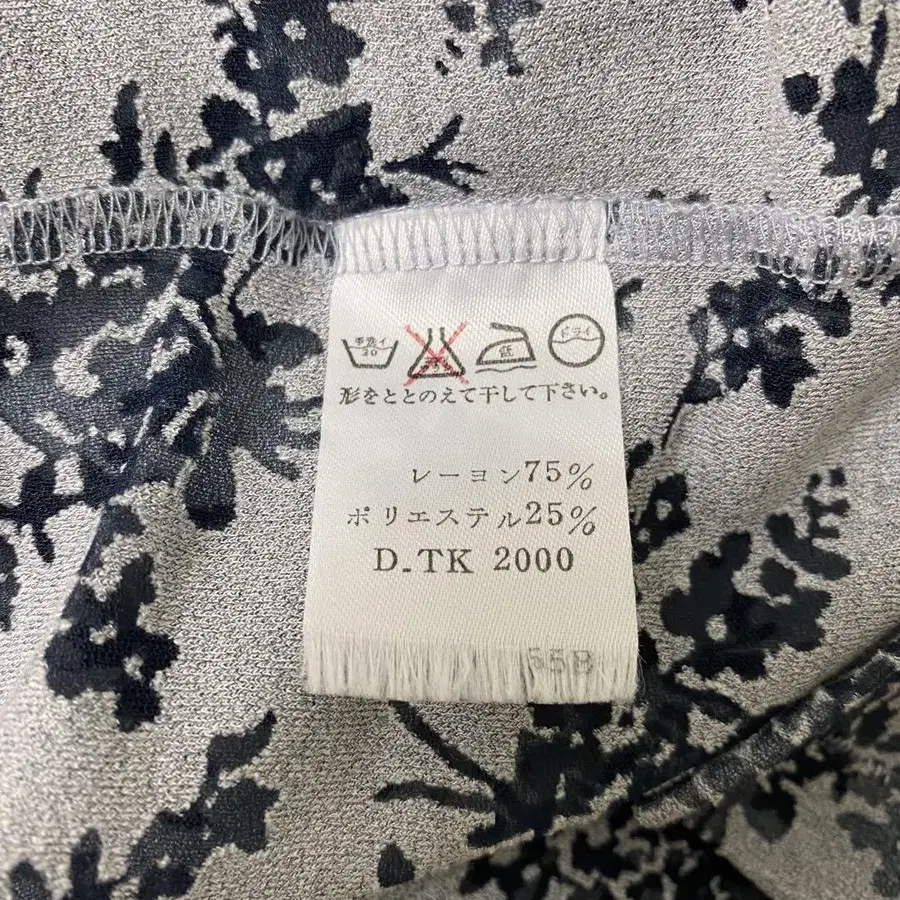 手洗イ 30 低 ドライ
形をととのえて干して下さい。
レーヨン75%
ポリエステル25%
D-TK 2000
55B